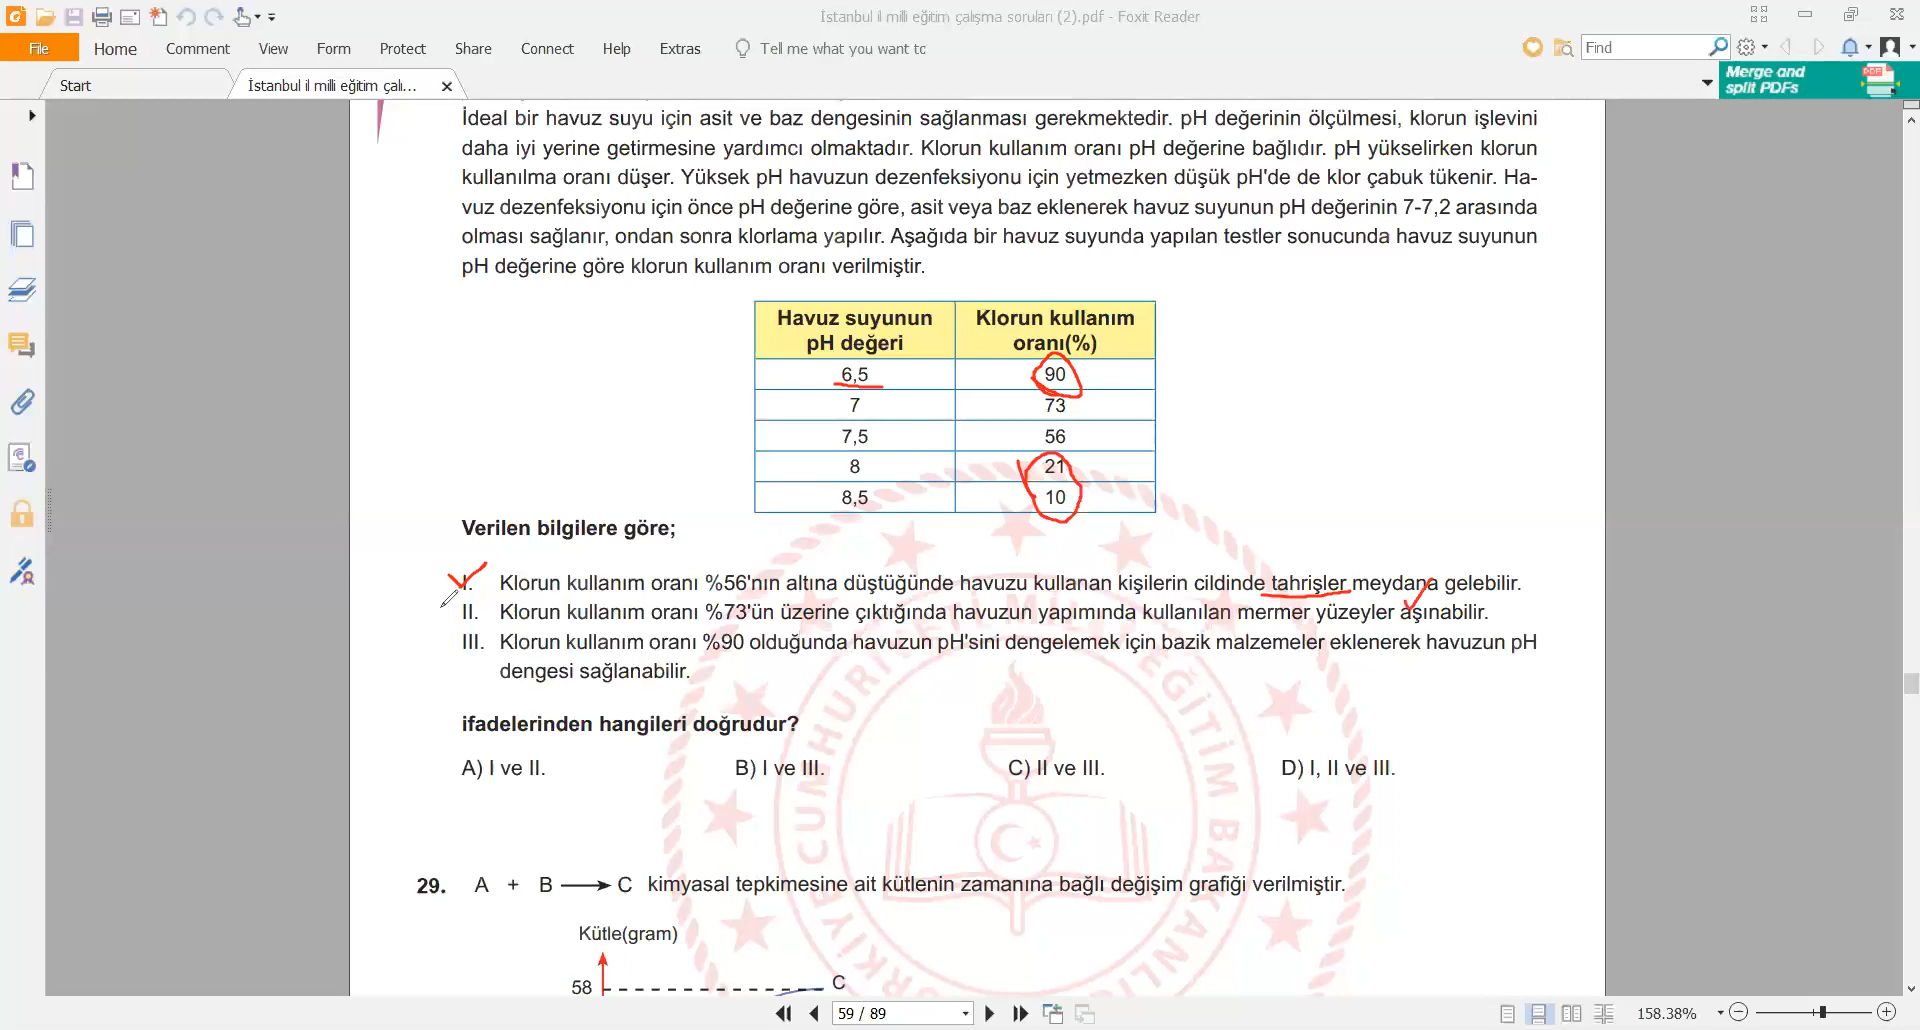 İstanbul il milli eğitim çalışma soruları (2).pdf - Foxit Reader
File Home Comment View Form Protect Share Connect Help Extras Tell me what you want to Find
Start İstanbul il milli eğitim çalı...
Merge and
split PDFs
İdeal bir havuz suyu için asit ve baz dengesinin sağlanması gerekmektedir. pH değerinin ölçülmesi, klorun işlevini
daha iyi yerine getirmesine yardımcı olmaktadır. Klorun kullanım oranı pH değerine bağlıdır. pH yükselirken klorun
kullanılma oranı düşer. Yüksek pH havuzun dezenfeksiyonu için yetmezken düşük pH'de de klor çabuk tükenir. Ha-
vuz dezenfeksiyonu için önce pH değerine göre, asit veya baz eklenerek havuz suyunun pH değerinin 7-7,2 arasında
olması sağlanır, ondan sonra klorlama yapılır. Aşağıda bir havuz suyunda yapılan testler sonucunda havuz suyunun
pH değerine göre klorun kullanım oranı verilmiştir.
Havuz suyunun Klorun kullanım
pH değeri oranı(%)
6,5 90
7 73
7,5 56
8 21
8,5 10
Verilen bilgilere göre;
I. Klorun kullanım oranı %56'nın altına düştüğünde havuzu kullanan kişilerin cildinde tahrişler meydana gelebilir.
II. Klorun kullanım oranı %73'ün üzerine çıktığında havuzun yapımında kullanılan mermer yüzeyler aşınabilir.
III. Klorun kullanım oranı %90 olduğunda havuzun pH'sini dengelemek için bazik malzemeler eklenerek havuzun pH
dengesi sağlanabilir.
ifadelerinden hangileri doğrudur?
A) I ve II. B) I ve III. C) II ve III. D) I, II ve III.
29. A + B C kimyasal tepkimesine ait kütlenin zamanına bağlı değişim grafiği verilmiştir.
Kütle(gram)
58 C
59 / 89 158.38%